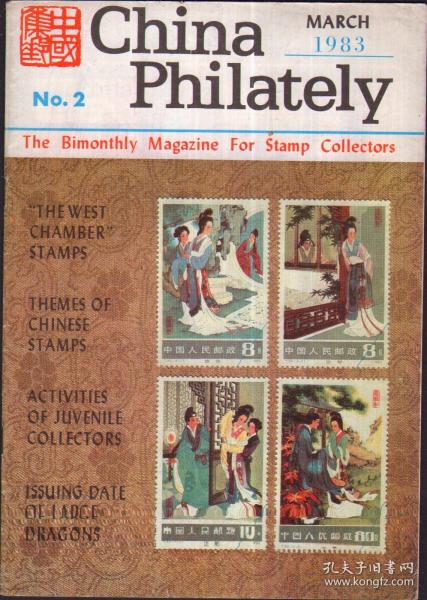 China
Philately
MARCH
1983
No. 2
The Bimonthly Magazine For Stamp Collectors
"THE WEST
CHAMBER"
STAMPS
THEMES OF
CHINESE
STAMPS
ACTIVITIES
OF JUVENILE
COLLECTORS
ISSUING DATE
OF LARGE
DRAGONS
中国人民邮政 8分
中国人民邮政 8分
中国人民邮政 10分
中国人民邮政 80分
孔夫子旧书网
www.kongfz.com